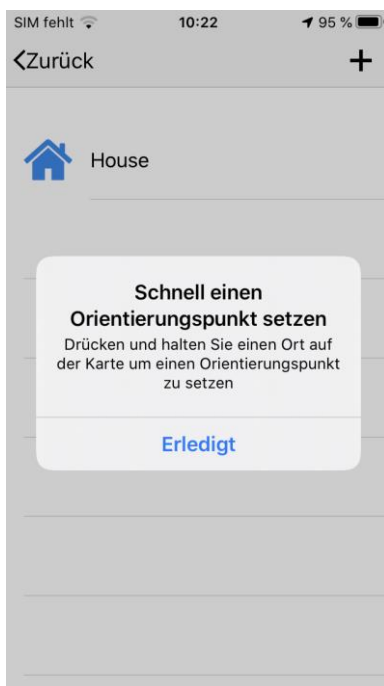 SIM fehlt 10:22 95 %
Zurück +
House
Schnell einen
Orientierungspunkt setzen
Drücken und halten Sie einen Ort auf
der Karte um einen Orientierungspunkt
zu setzen
Erledigt